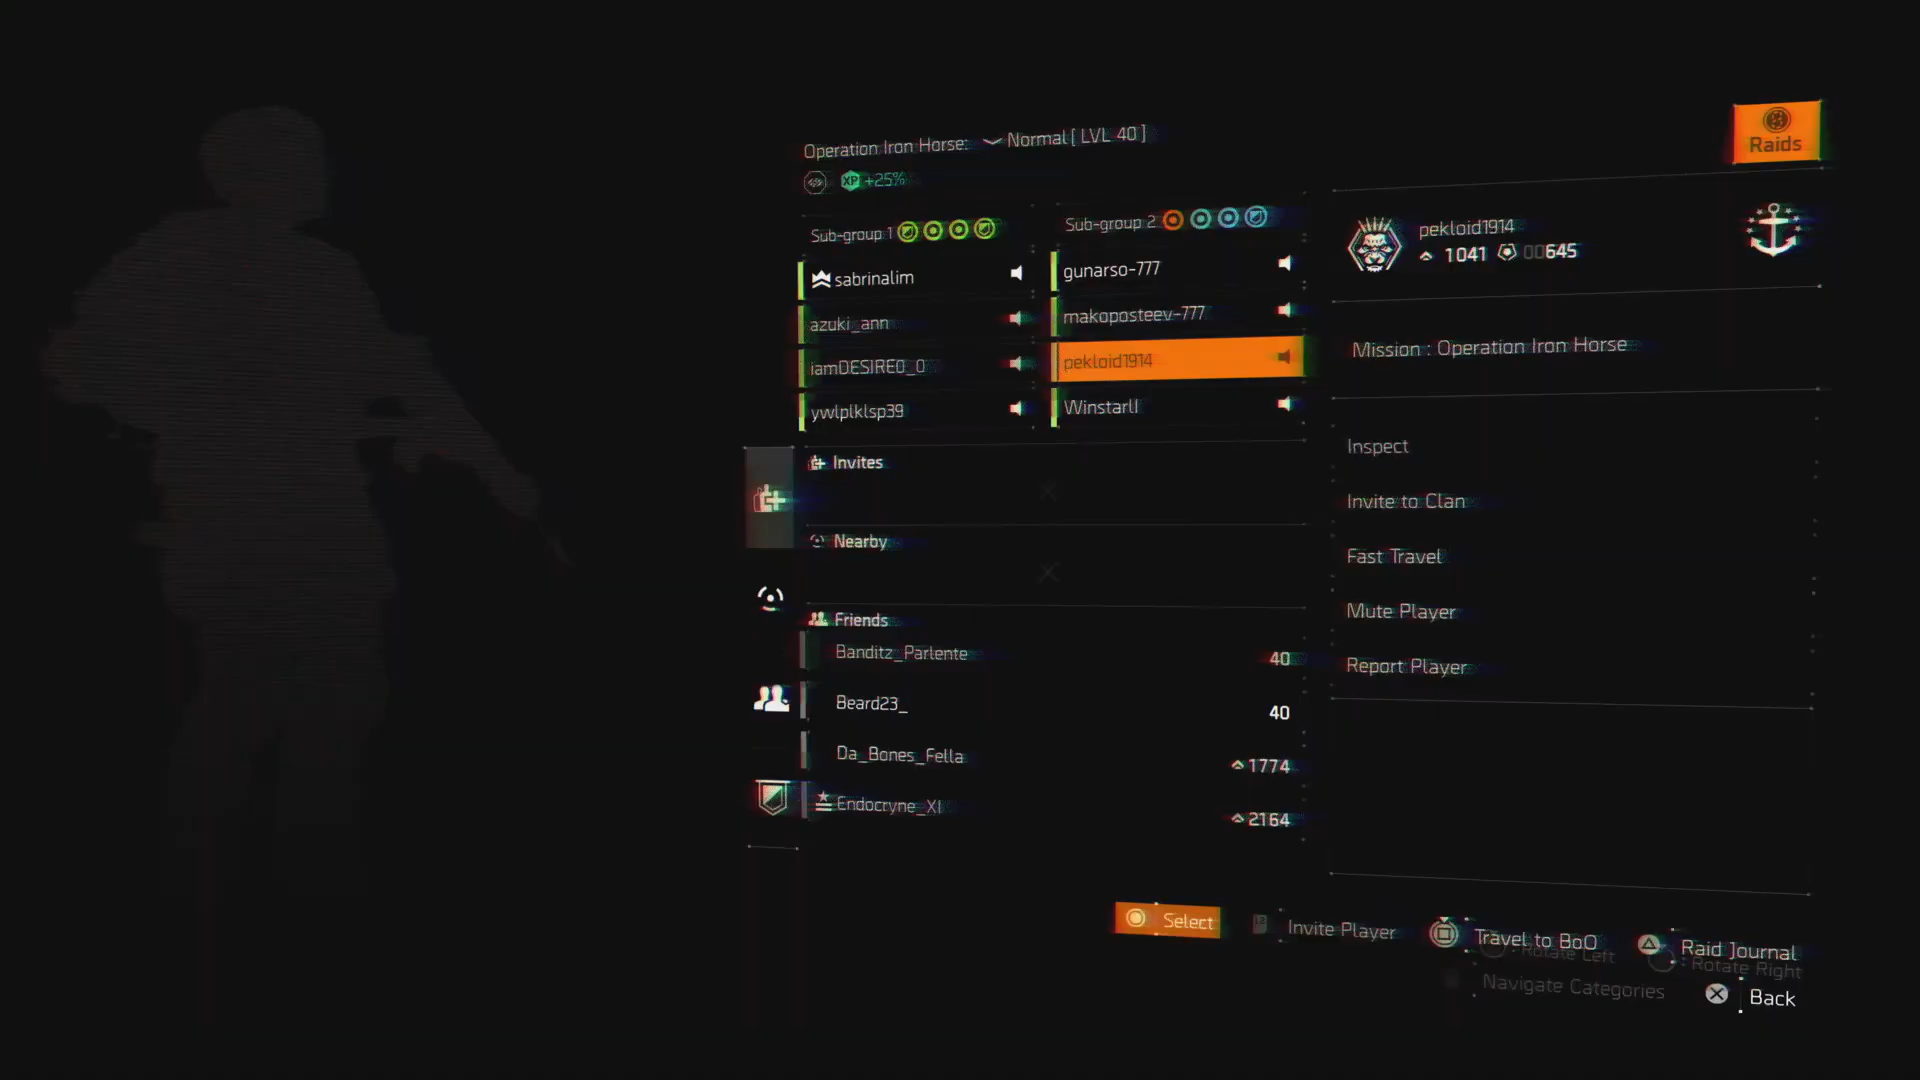 Operation Iron Horse: Normal [ LVL 40 ]
XP +25%
Raids
Sub-group 1
sabrinalim
azuki_ann
iamDESIRE0_0
ywlplklsp39
Sub-group 2
gunarso-777
makoposteev-777
pekloid1914
Winstarll
pekloid1914
1041 00645
Mission : Operation Iron Horse
Inspect
Invite to Clan
Fast Travel
Mute Player
Report Player
Invites
Nearby
Friends
Banditz_Parlente 40
Beard23_ 40
Da_Bones_Fella 1774
Endocryne_XI 2164
Select
Invite Player
Travel to BoO
Raid Journal
: Rotate Left
: Rotate Right
Navigate Categories
Back